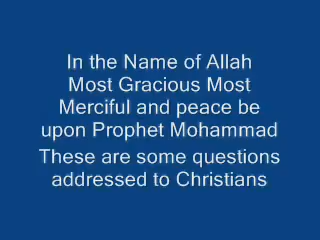 In the Name of Allah
Most Gracious Most
Merciful and peace be
upon Prophet Mohammad
These are some questions
addressed to Christians